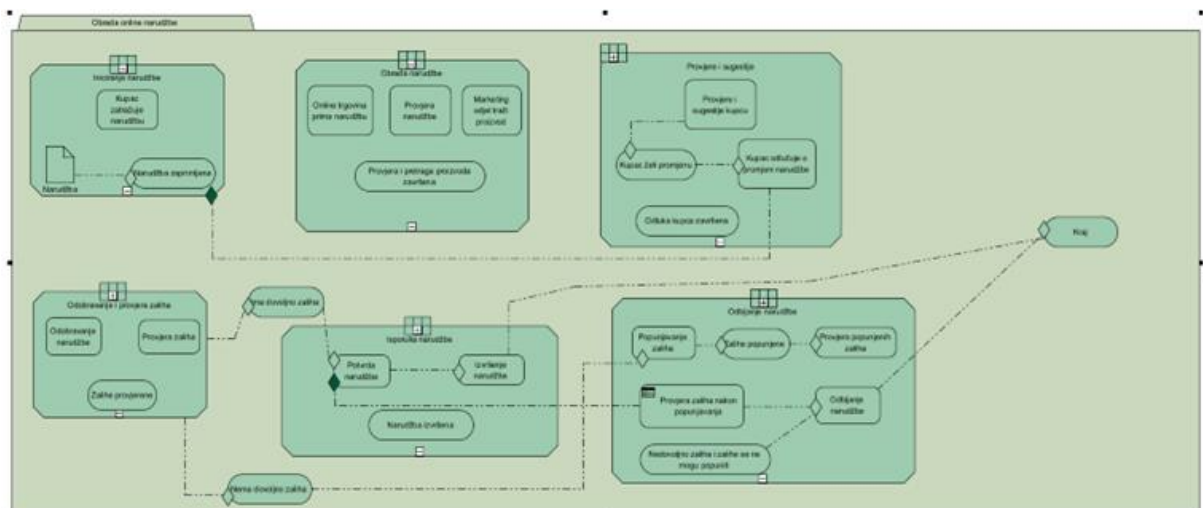 Obrada online narudžbe
Iniciranje narudžbe
Kupac
zatražuje
narudžbu
Narudžba
Narudžba zaprimljena
Obrada narudžbe
Online trgovina
prima narudžbu
Provjera
narudžbe
Marketing
odjel traži
proizvod
Provjera i pretraga proizvoda
završena
Provjera i sugestije
Provjera i
sugestije kupcu
Kupac želi promjenu
Kupac odlučuje o
promjeni narudžbe
Odluka kupca završena
Kraj
Odobravanje i provjera zaliha
Odobravanje
narudžbe
Provjera zaliha
Zalihe provjerene
Ima dovoljno zaliha
Isporuka narudžbe
Potvrda
narudžbe
Izvršenje
narudžbe
Narudžba izvršena
Nema dovoljno zaliha
Odbijanje narudžbe
Popunjavanje
zaliha
Zalihe popunjene
Provjera popunjenih
zaliha
Provjera zaliha nakon
popunjavanja
Odbijanje
narudžbe
Nedovoljno zaliha i zalihe se ne
mogu popuniti